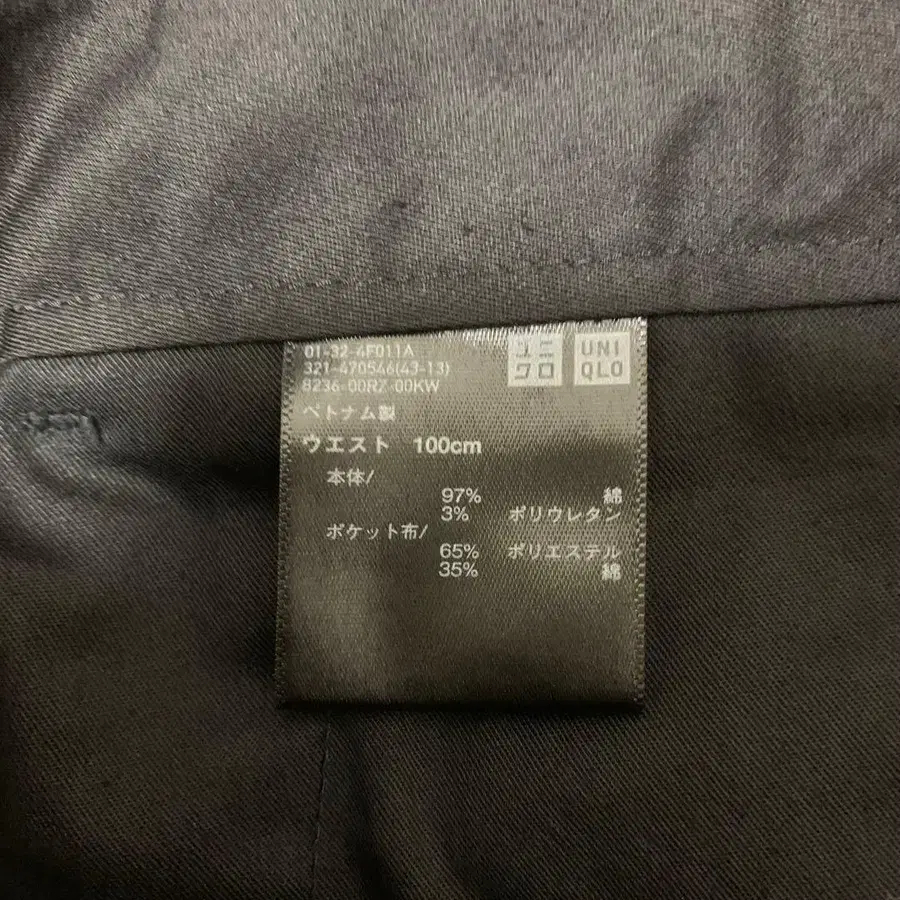 01-32-4F011A
321-470546(43-13)
8236-00RZ-00KW
ユニ
クロ
UNI
QLO
ベトナム製
ウエスト 100cm
本体/
97% 綿
3% ポリウレタン
ポケット布/
65% ポリエステル
35% 綿